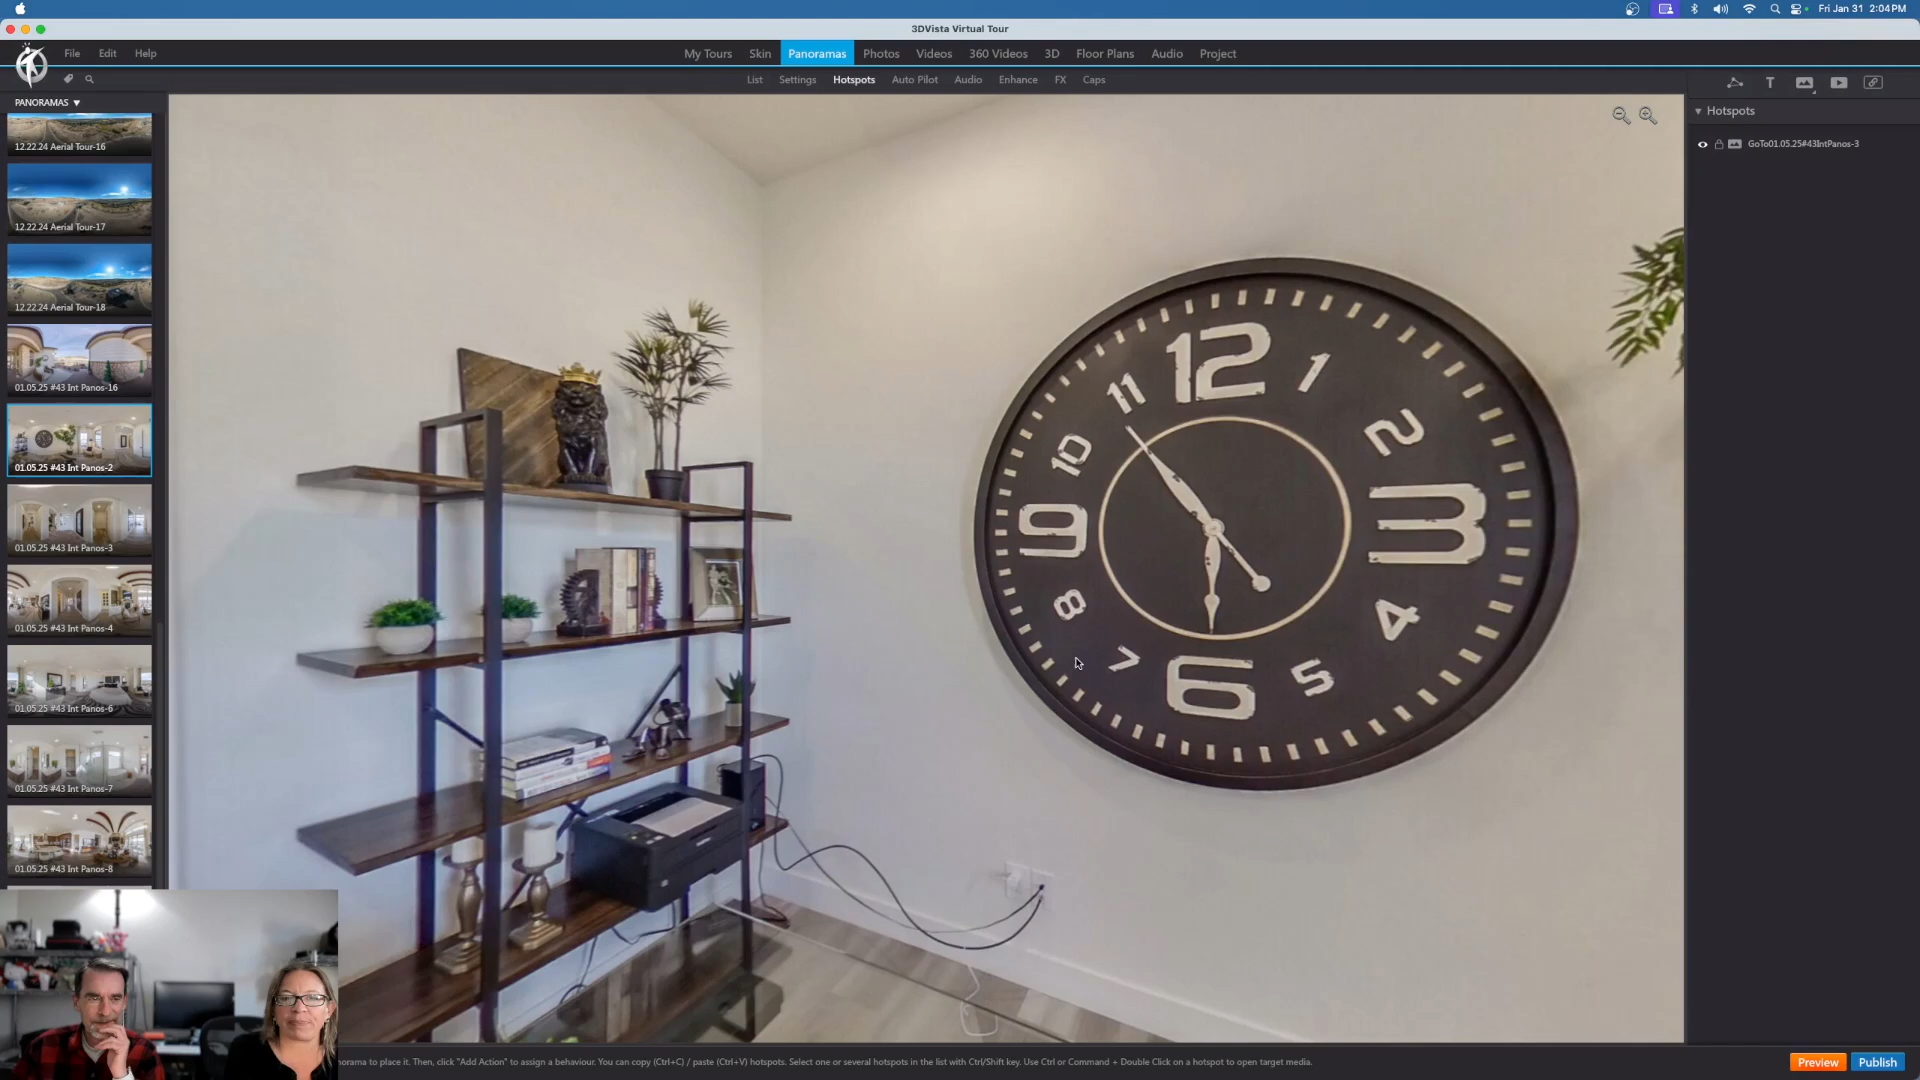 Fri Jan 31 2:04PM
3DVista Virtual Tour
File Edit Help
My Tours Skin Panoramas Photos Videos 360 Videos 3D Floor Plans Audio Project
List Settings Hotspots Auto Pilot Audio Enhance FX Caps
T
PANORAMAS
Hotspots
GoTo01.05.25#43IntPanos-3
12.22.24 Aerial Tour-16
12.22.24 Aerial Tour-17
12.22.24 Aerial Tour-18
01.05.25 #43 Int Panos-16
01.05.25 #43 Int Panos-2
01.05.25 #43 Int Panos-3
01.05.25 #43 Int Panos-4
01.05.25 #43 Int Panos-6
01.05.25 #43 Int Panos-7
01.05.25 #43 Int Panos-8
12
1
2
3
4
5
6
7
8
9
10
11
orama to place it. Then, click "Add Action" to assign a behaviour. You can copy (Ctrl+C) / paste (Ctrl+V) hotspots. Select one or several hotspots in the list with Ctrl/Shift key. Use Ctrl or Command + Double Click on a hotspot to open target media.
Preview Publish